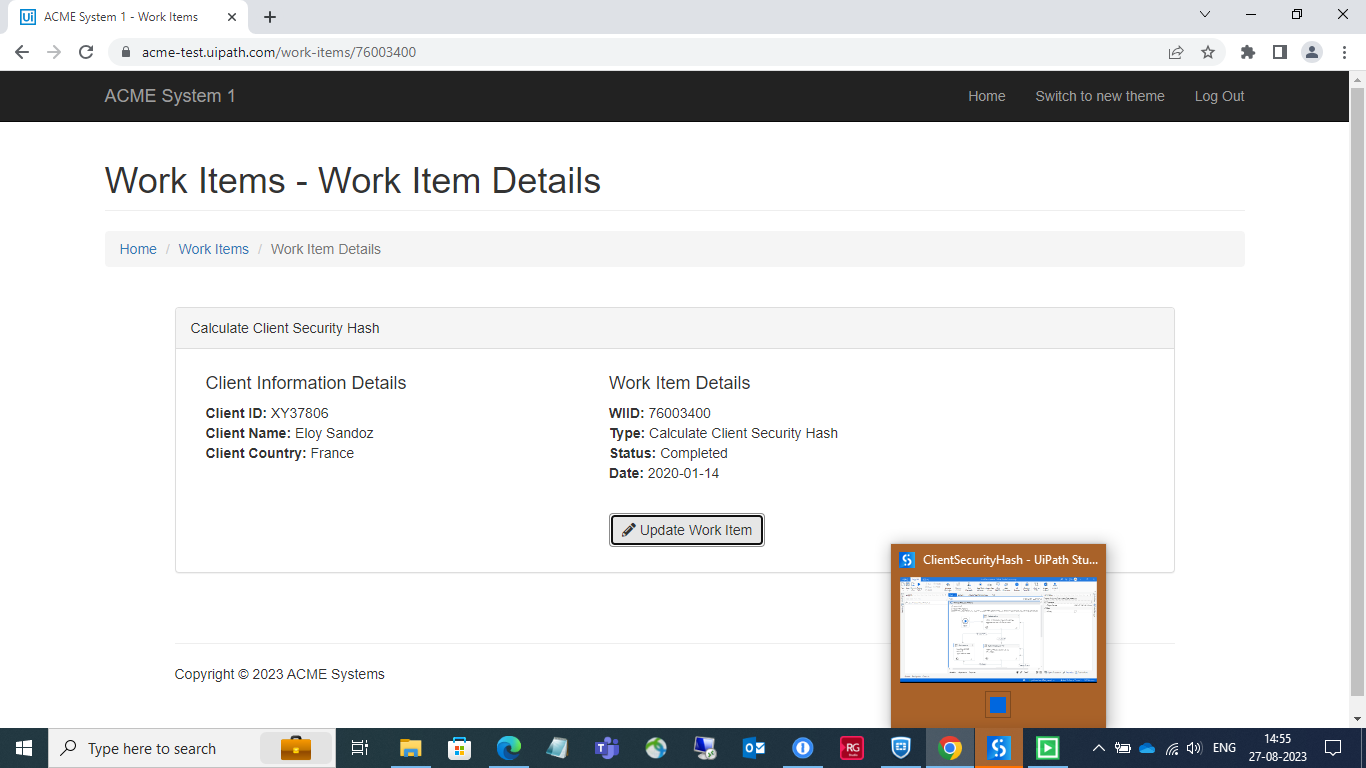 ACME System 1 - Work Items
acme-test.uipath.com/work-items/76003400
ACME System 1
Home
Switch to new theme
Log Out
Work Items - Work Item Details
Home / Work Items / Work Item Details
Calculate Client Security Hash
Client Information Details
Client ID: XY37806
Client Name: Eloy Sandoz
Client Country: France
Work Item Details
WIID: 76003400
Type: Calculate Client Security Hash
Status: Completed
Date: 2020-01-14
Update Work Item
ClientSecurityHash - UiPath Stu...
Copyright © 2023 ACME Systems
Type here to search
RG
ENG
14:55
27-08-2023